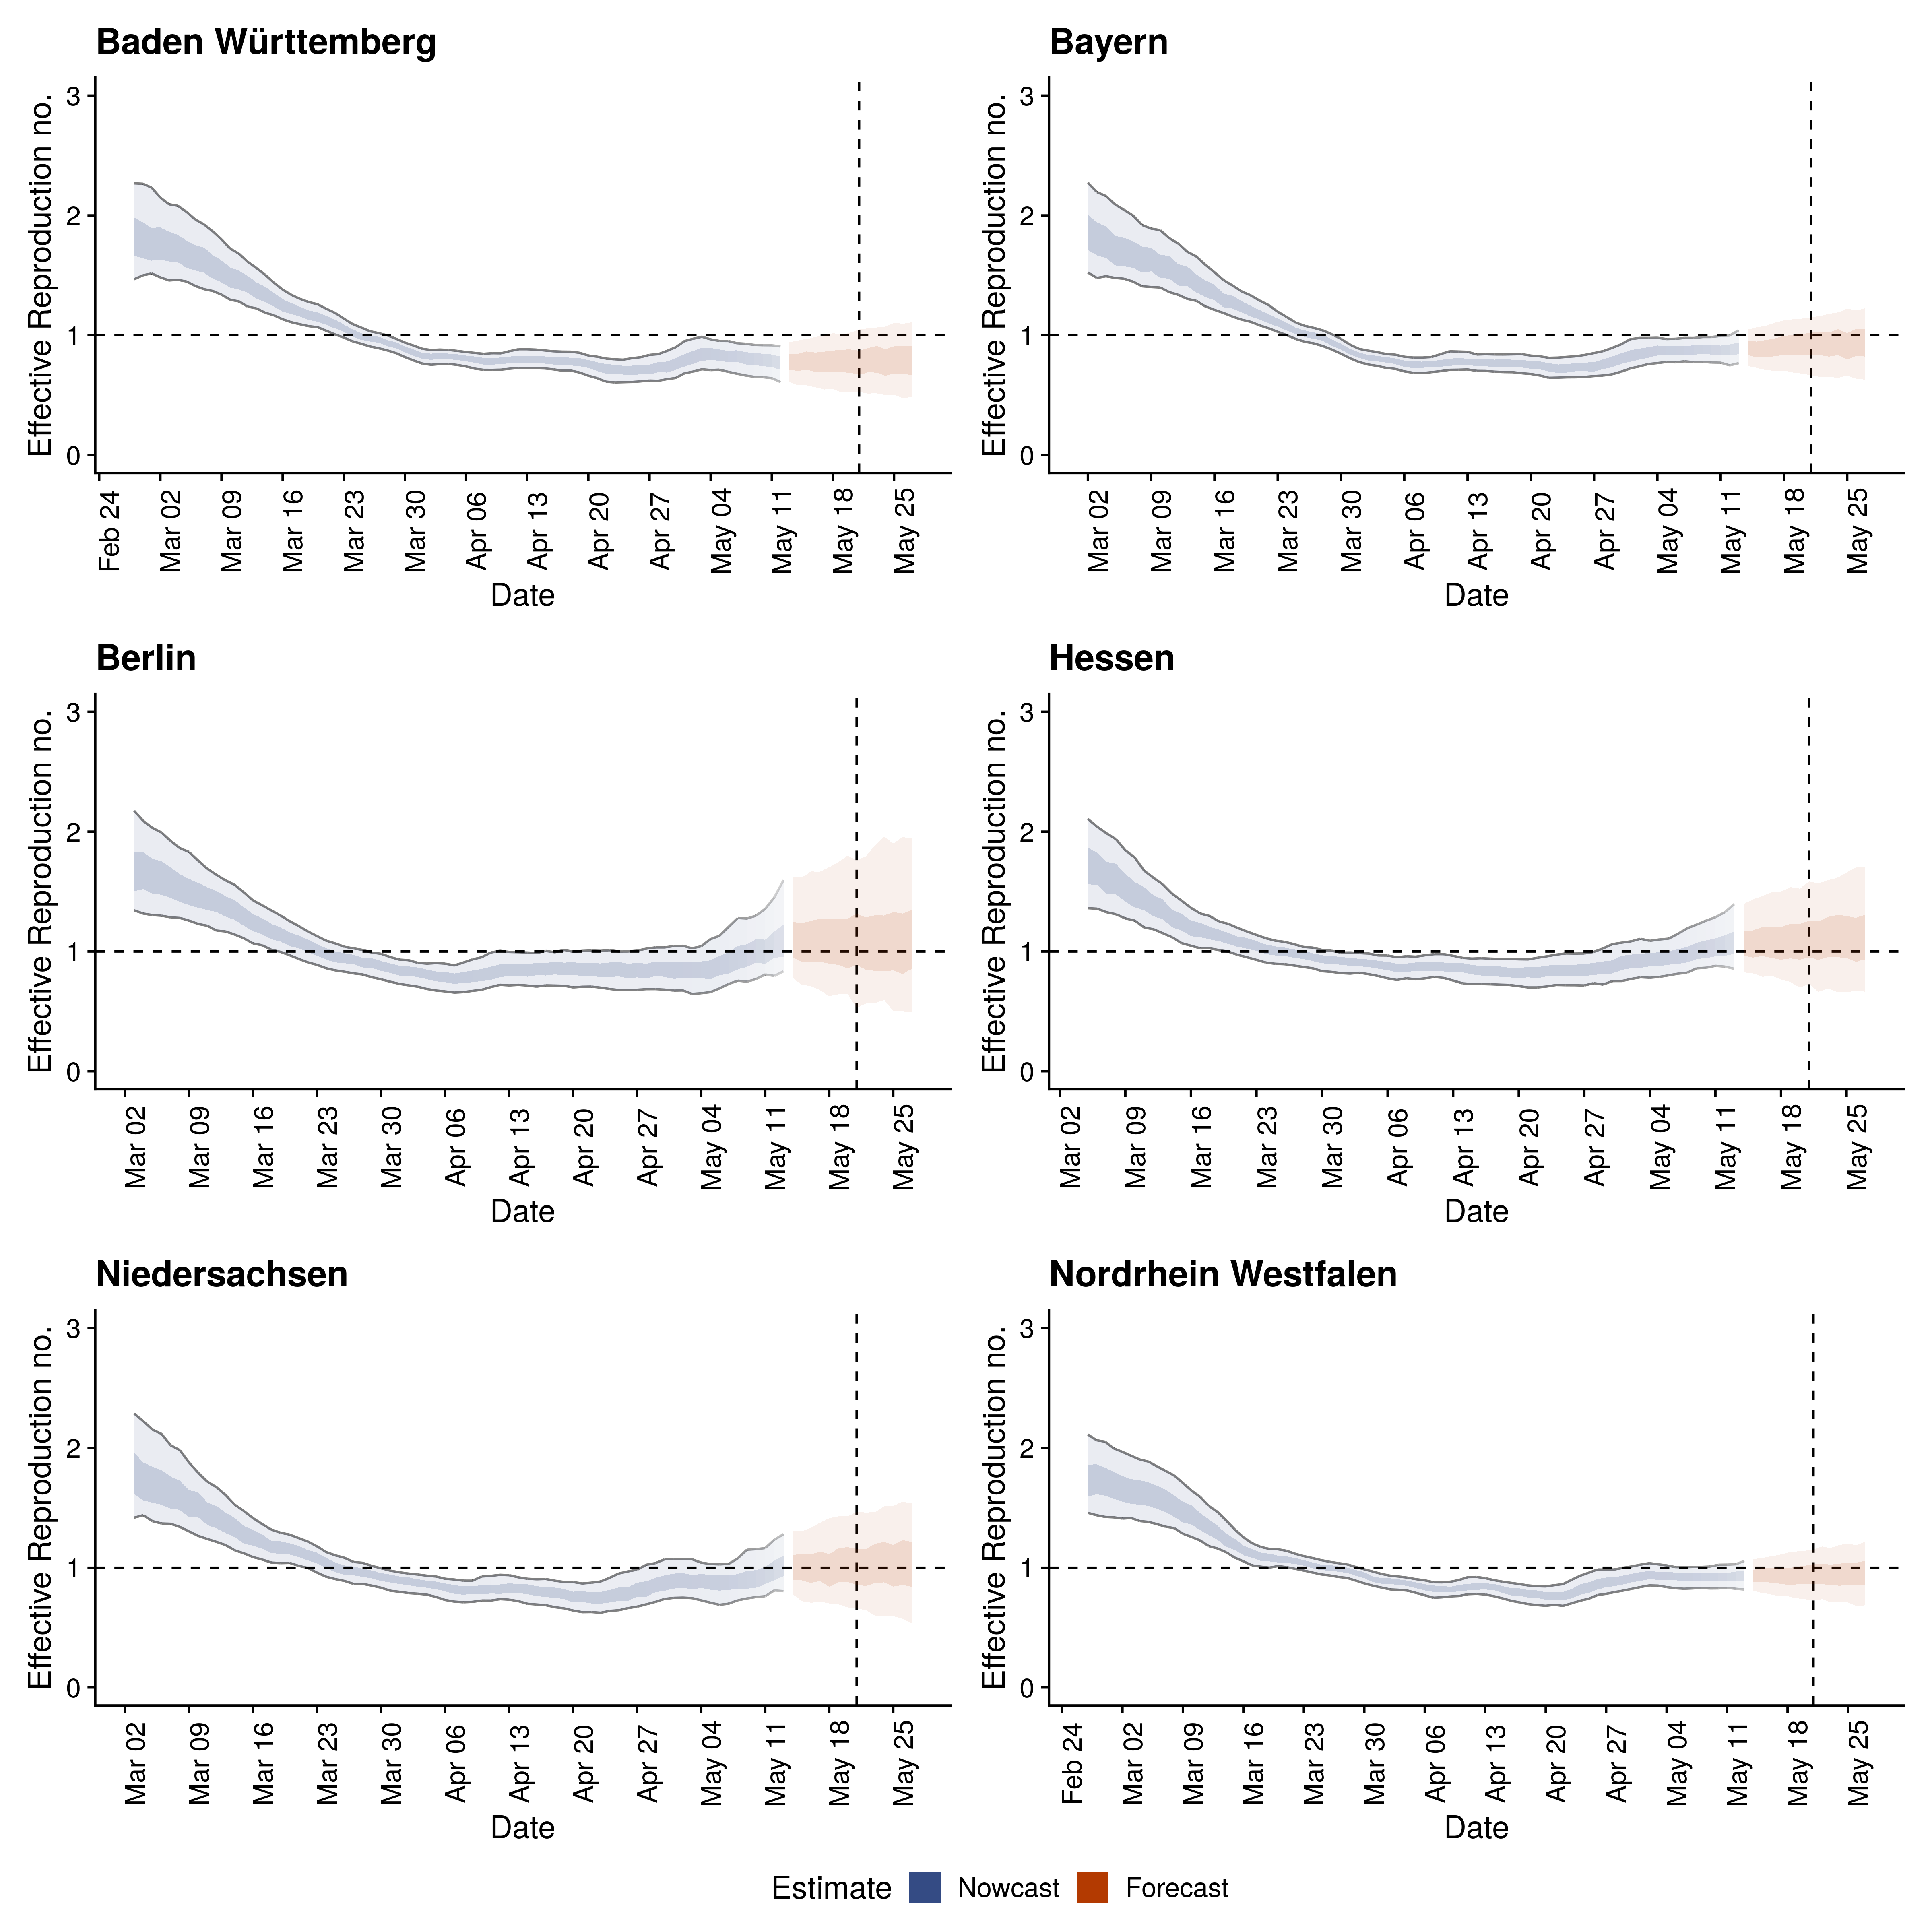 Baden Württemberg
Effective Reproduction no.
3
2
1
0
Feb 24 Mar 02 Mar 09 Mar 16 Mar 23 Mar 30 Apr 06 Apr 13 Apr 20 Apr 27 May 04 May 11 May 18 May 25
Date
Bayern
Effective Reproduction no.
3
2
1
0
Mar 02 Mar 09 Mar 16 Mar 23 Mar 30 Apr 06 Apr 13 Apr 20 Apr 27 May 04 May 11 May 18 May 25
Date
Berlin
Effective Reproduction no.
3
2
1
0
Mar 02 Mar 09 Mar 16 Mar 23 Mar 30 Apr 06 Apr 13 Apr 20 Apr 27 May 04 May 11 May 18 May 25
Date
Hessen
Effective Reproduction no.
3
2
1
0
Mar 02 Mar 09 Mar 16 Mar 23 Mar 30 Apr 06 Apr 13 Apr 20 Apr 27 May 04 May 11 May 18 May 25
Date
Niedersachsen
Effective Reproduction no.
3
2
1
0
Mar 02 Mar 09 Mar 16 Mar 23 Mar 30 Apr 06 Apr 13 Apr 20 Apr 27 May 04 May 11 May 18 May 25
Date
Nordrhein Westfalen
Effective Reproduction no.
3
2
1
0
Feb 24 Mar 02 Mar 09 Mar 16 Mar 23 Mar 30 Apr 06 Apr 13 Apr 20 Apr 27 May 04 May 11 May 18 May 25
Date
Estimate Nowcast Forecast